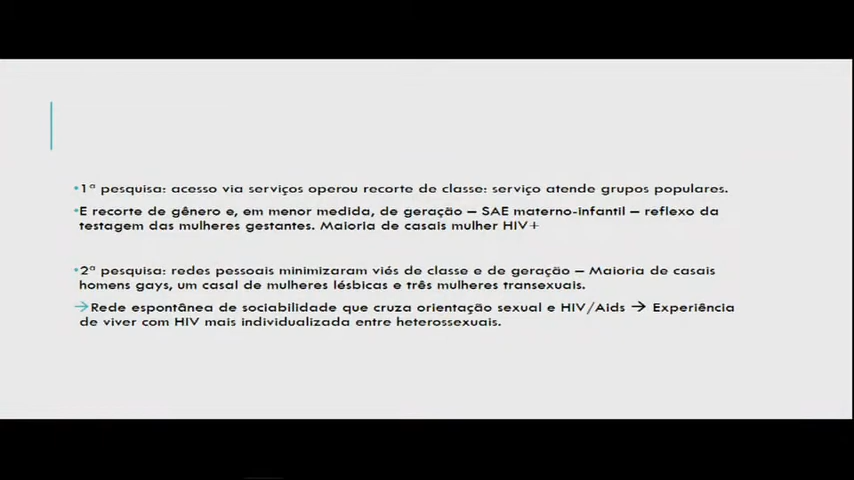 •1ª pesquisa: acesso via serviços operou recorte de classe: serviço atende grupos populares.
•E recorte de gênero e, em menor medida, de geração – SAE materno-infantil – reflexo da
testagem das mulheres gestantes. Maioria de casais mulher HIV+
•2ª pesquisa: redes pessoais minimizaram viés de classe e de geração – Maioria de casais
homens gays, um casal de mulheres lésbicas e três mulheres transexuais.
→Rede espontânea de sociabilidade que cruza orientação sexual e HIV/Aids → Experiência
de viver com HIV mais individualizada entre heterossexuais.